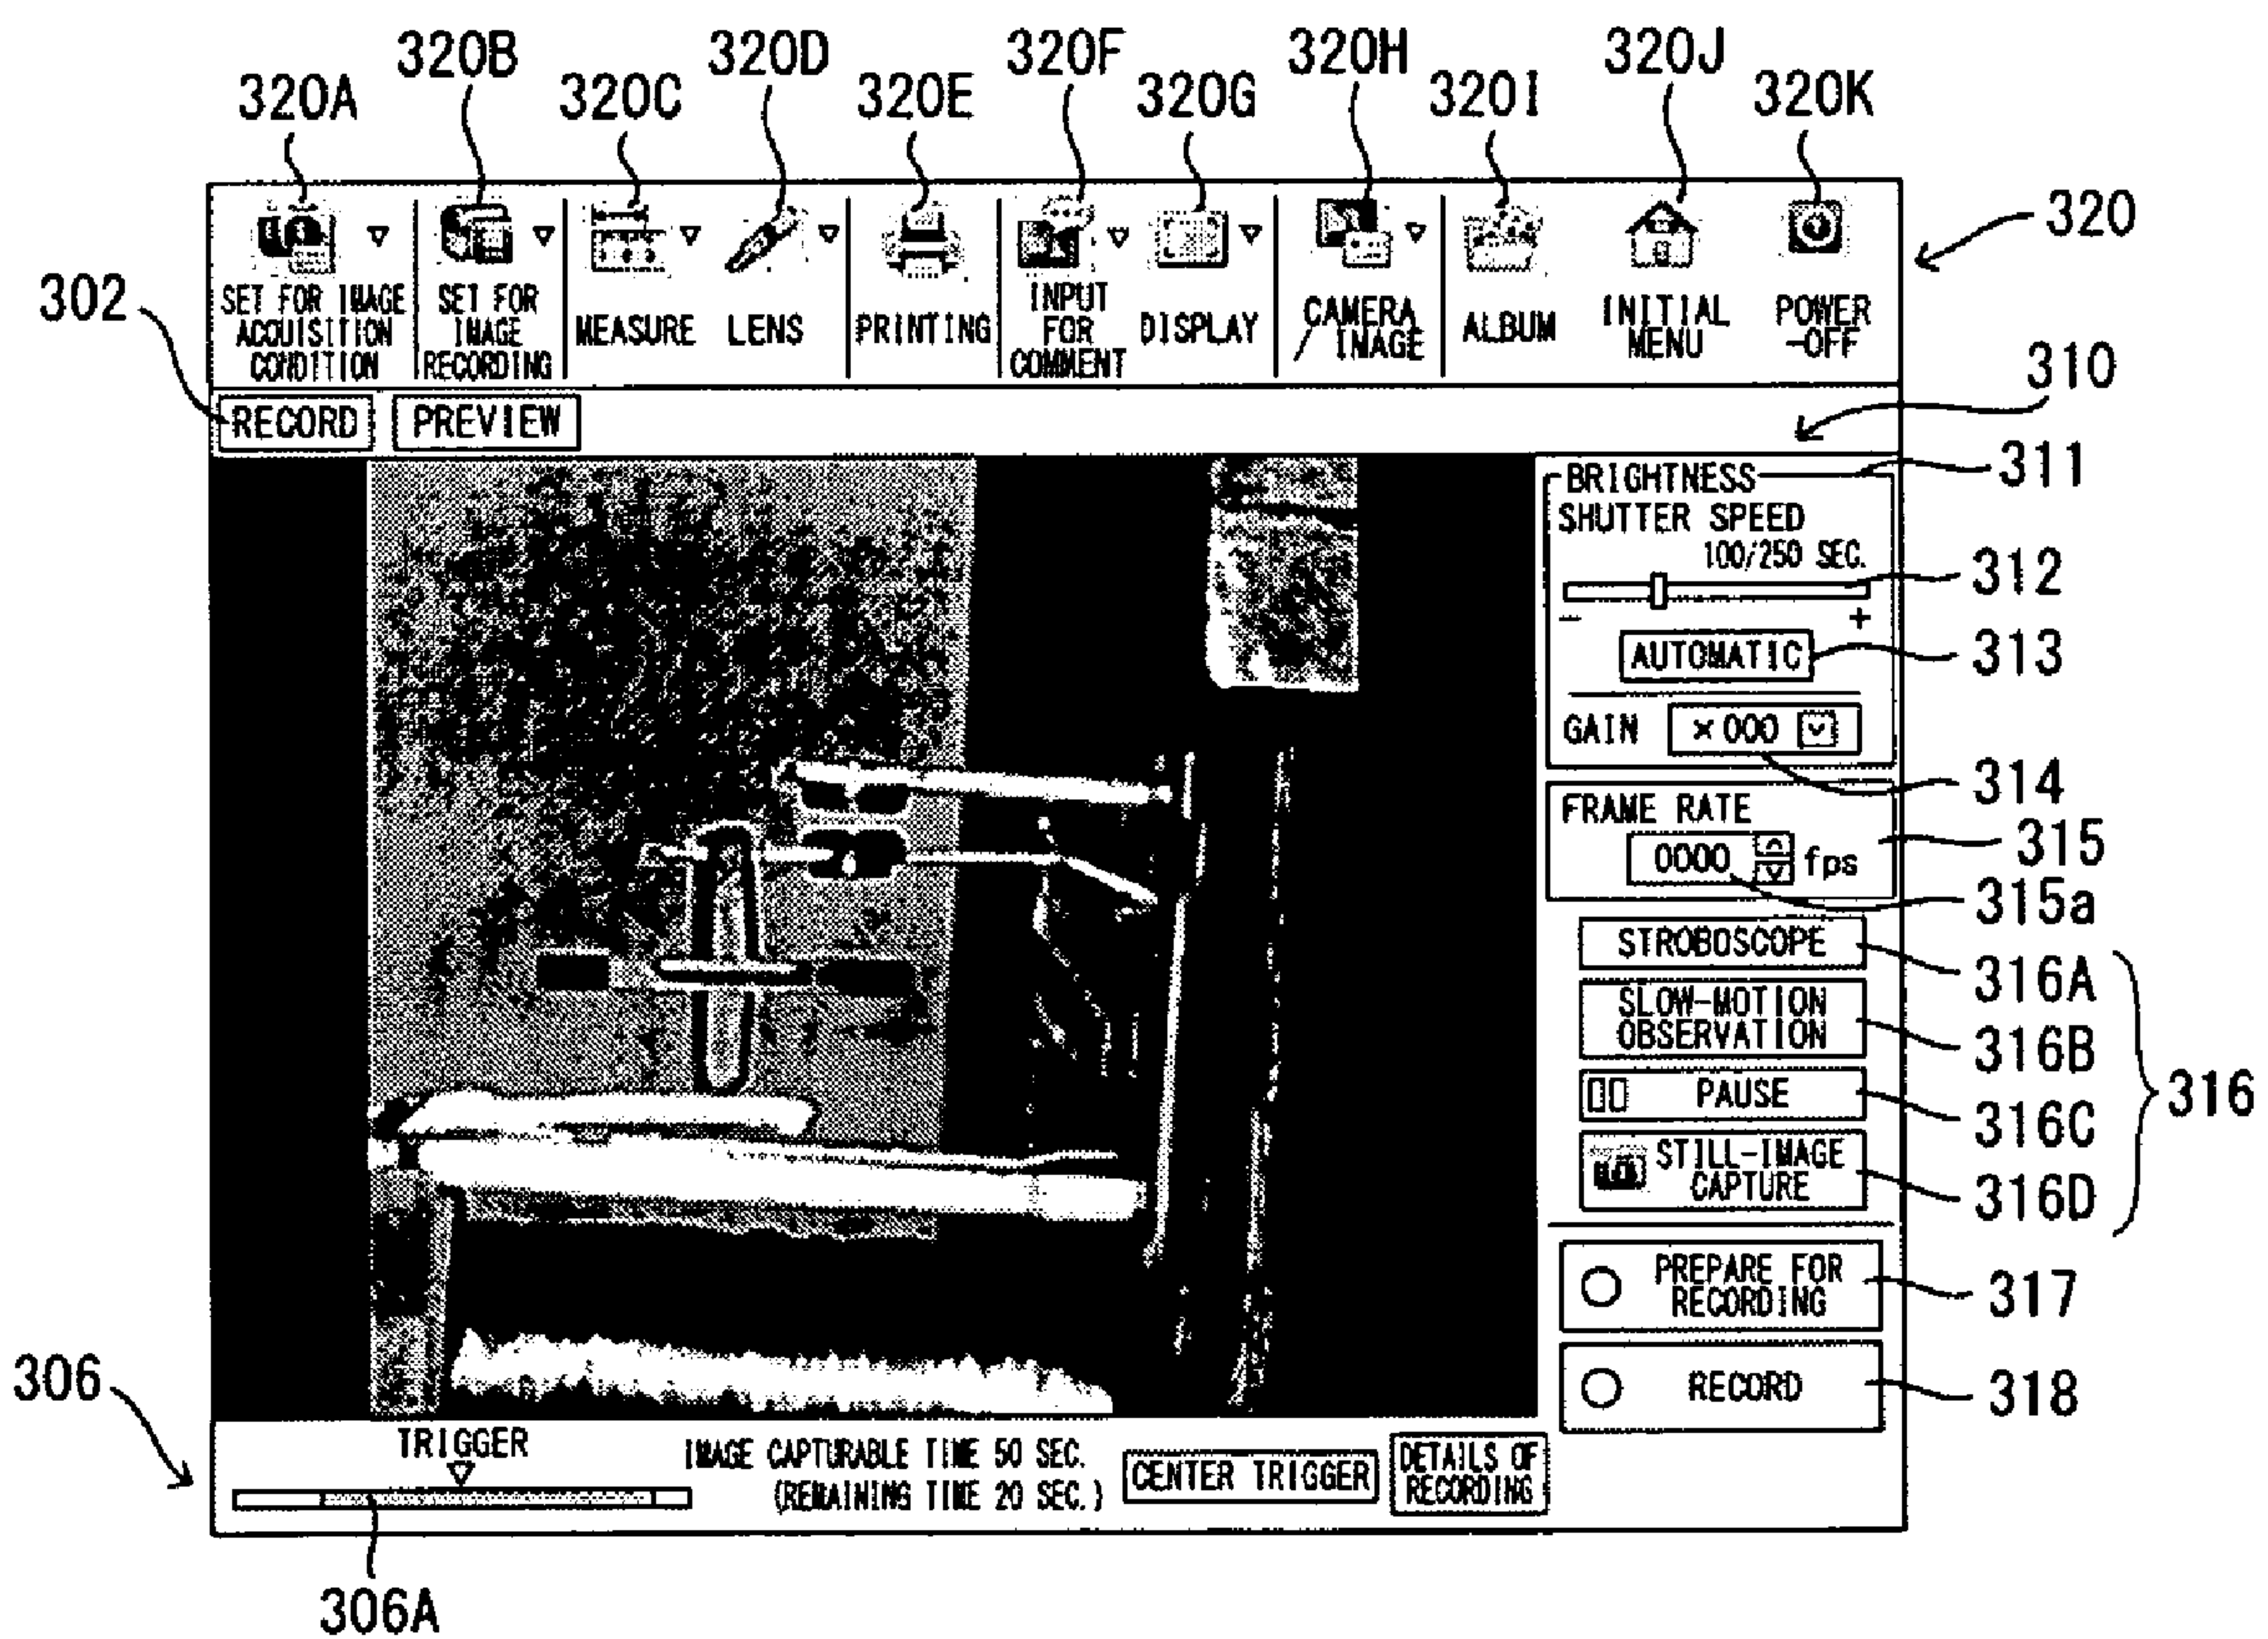 320A 320B 320C 320D 320E 320F 320G 320H 320I 320J 320K
320
302
SET FOR IMAGE
ACQUISITION
CONDITION
SET FOR
IMAGE
RECORDING
MEASURE
LENS
PRINTING
INPUT
FOR
COMMENT
DISPLAY
CAMERA
/ IMAGE
ALBUM
INITIAL
MENU
POWER
-OFF
310
RECORD
PREVIEW
BRIGHTNESS
311
SHUTTER SPEED
100/250 SEC.
312
- +
AUTOMATIC
313
GAIN ×000
314
FRAME RATE
315
0000 fps
315a
STROBOSCOPE
316A
SLOW-MOTION
OBSERVATION
316B
PAUSE
316C
STILL-IMAGE
CAPTURE
316D
316
PREPARE FOR
RECORDING
317
RECORD
318
306
TRIGGER
IMAGE CAPTURABLE TIME 50 SEC.
(REMAINING TIME 20 SEC.)
CENTER TRIGGER
DETAILS OF
RECORDING
306A